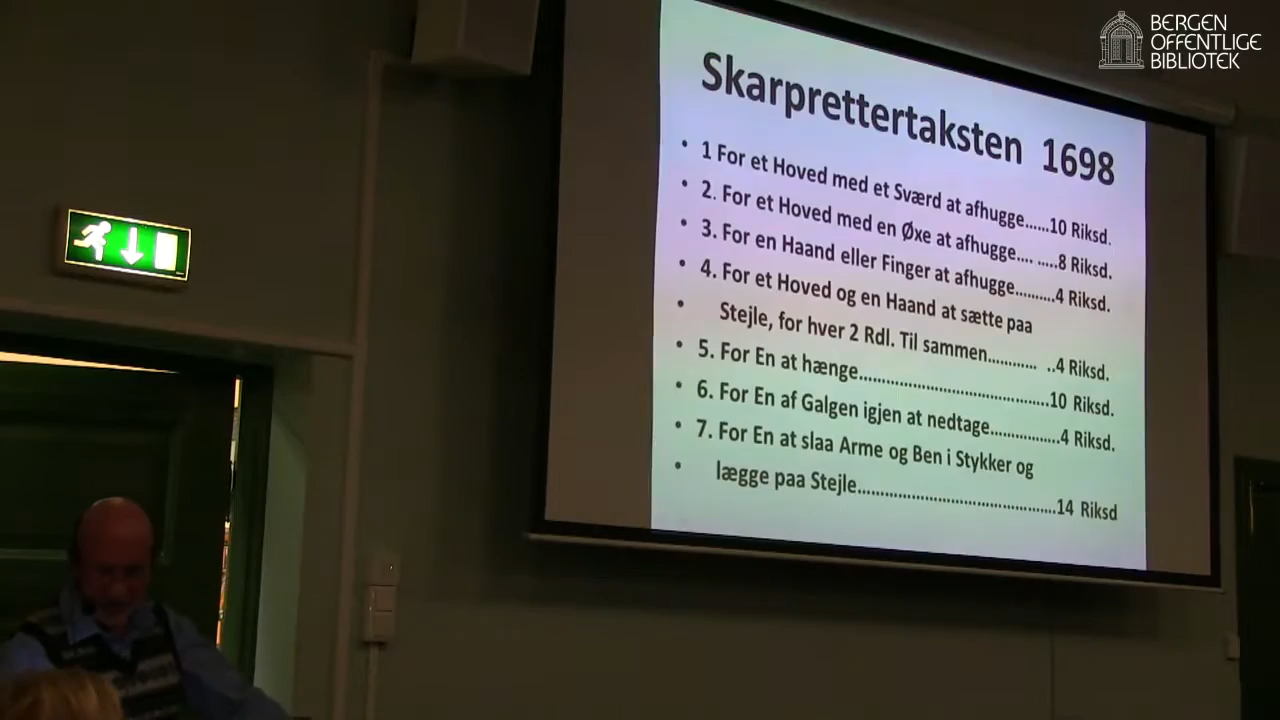 BERGEN
OFFENTLIGE
BIBLIOTEK
Skarprettertaksten 1698
• 1 For et Hoved med et Sværd at afhugge......10 Riksd.
• 2. For et Hoved med en Øxe at afhugge.... .....8 Riksd.
• 3. For en Haand eller Finger at afhugge..........4 Riksd.
• 4. For et Hoved og en Haand at sætte paa
• Stejle, for hver 2 Rdl. Til sammen............ ..4 Riksd.
• 5. For En at hænge.........................................10 Riksd.
• 6. For En af Galgen igjen at nedtage...............4 Riksd.
• 7. For En at slaa Arme og Ben i Stykker og
• lægge paa Stejle...........................................14 Riksd